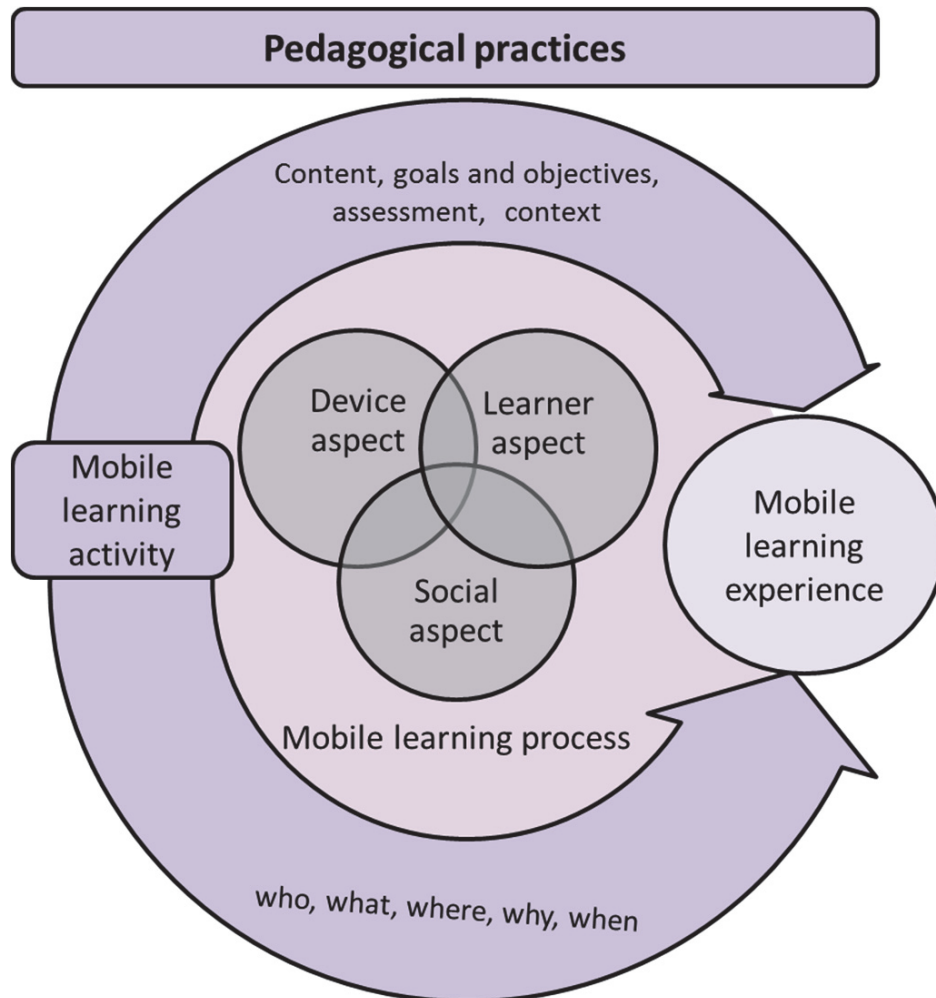 Pedagogical practices
Content, goals and objectives,
assessment, context
Device
aspect
Learner
aspect
Mobile
learning
activity
Mobile
learning
experience
Social
aspect
Mobile learning process
who, what, where, why, when